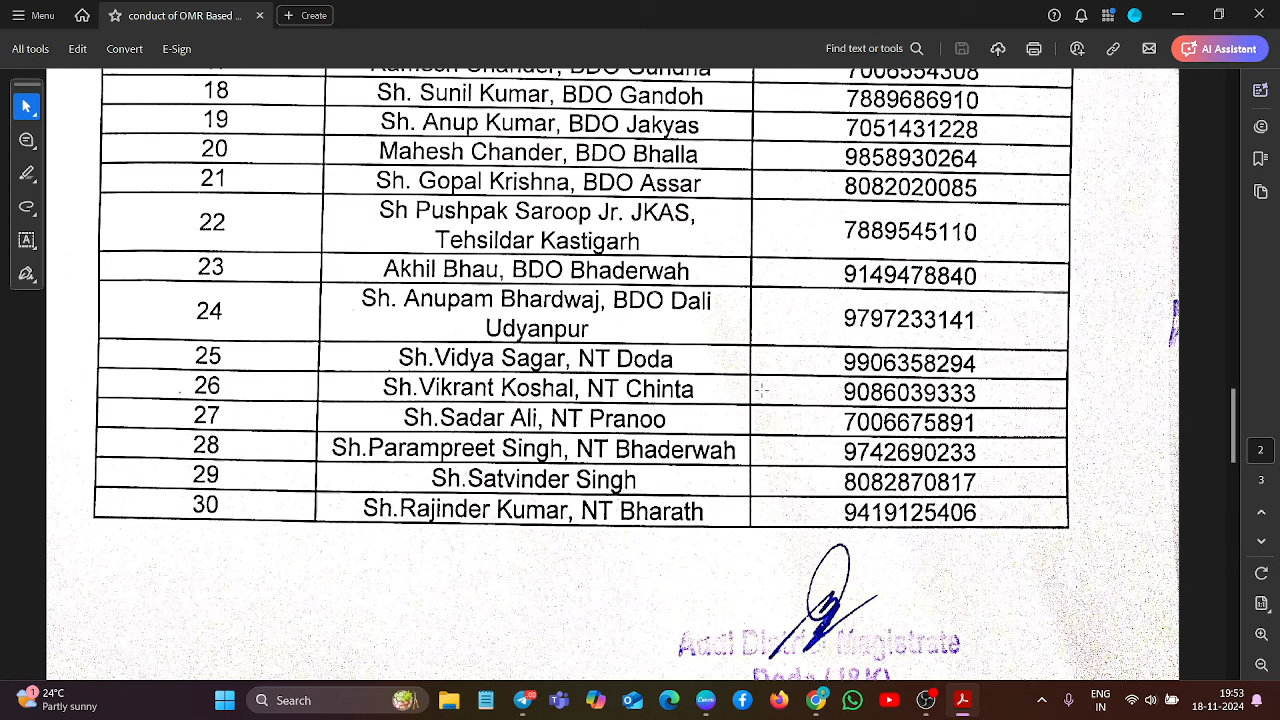 Menu
conduct of OMR Based
Create
All tools Edit Convert E-Sign
Find text or tools
AI Assistant
7006554308
18 Sh. Sunil Kumar, BDO Gandoh 7889686910
19 Sh. Anup Kumar, BDO Jakyas 7051431228
20 Mahesh Chander, BDO Bhalla 9858930264
21 Sh. Gopal Krishna, BDO Assar 8082020085
22 Sh Pushpak Saroop Jr. JKAS, 7889545110
Tehsildar Kastigarh
23 Akhil Bhau, BDO Bhaderwah 9149478840
24 Sh. Anupam Bhardwaj, BDO Dali 9797233141
Udyanpur
25 Sh.Vidya Sagar, NT Doda 9906358294
26 Sh.Vikrant Koshal, NT Chinta 9086039333
27 Sh.Sadar Ali, NT Pranoo 7006675891
28 Sh.Parampreet Singh, NT Bhaderwah 9742690233
29 Sh.Satvinder Singh 8082870817
30 Sh.Rajinder Kumar, NT Bharath 9419125406
Magistrate
2
3
24°C
Partly sunny
Search
ENG
IN
19:53
18-11-2024